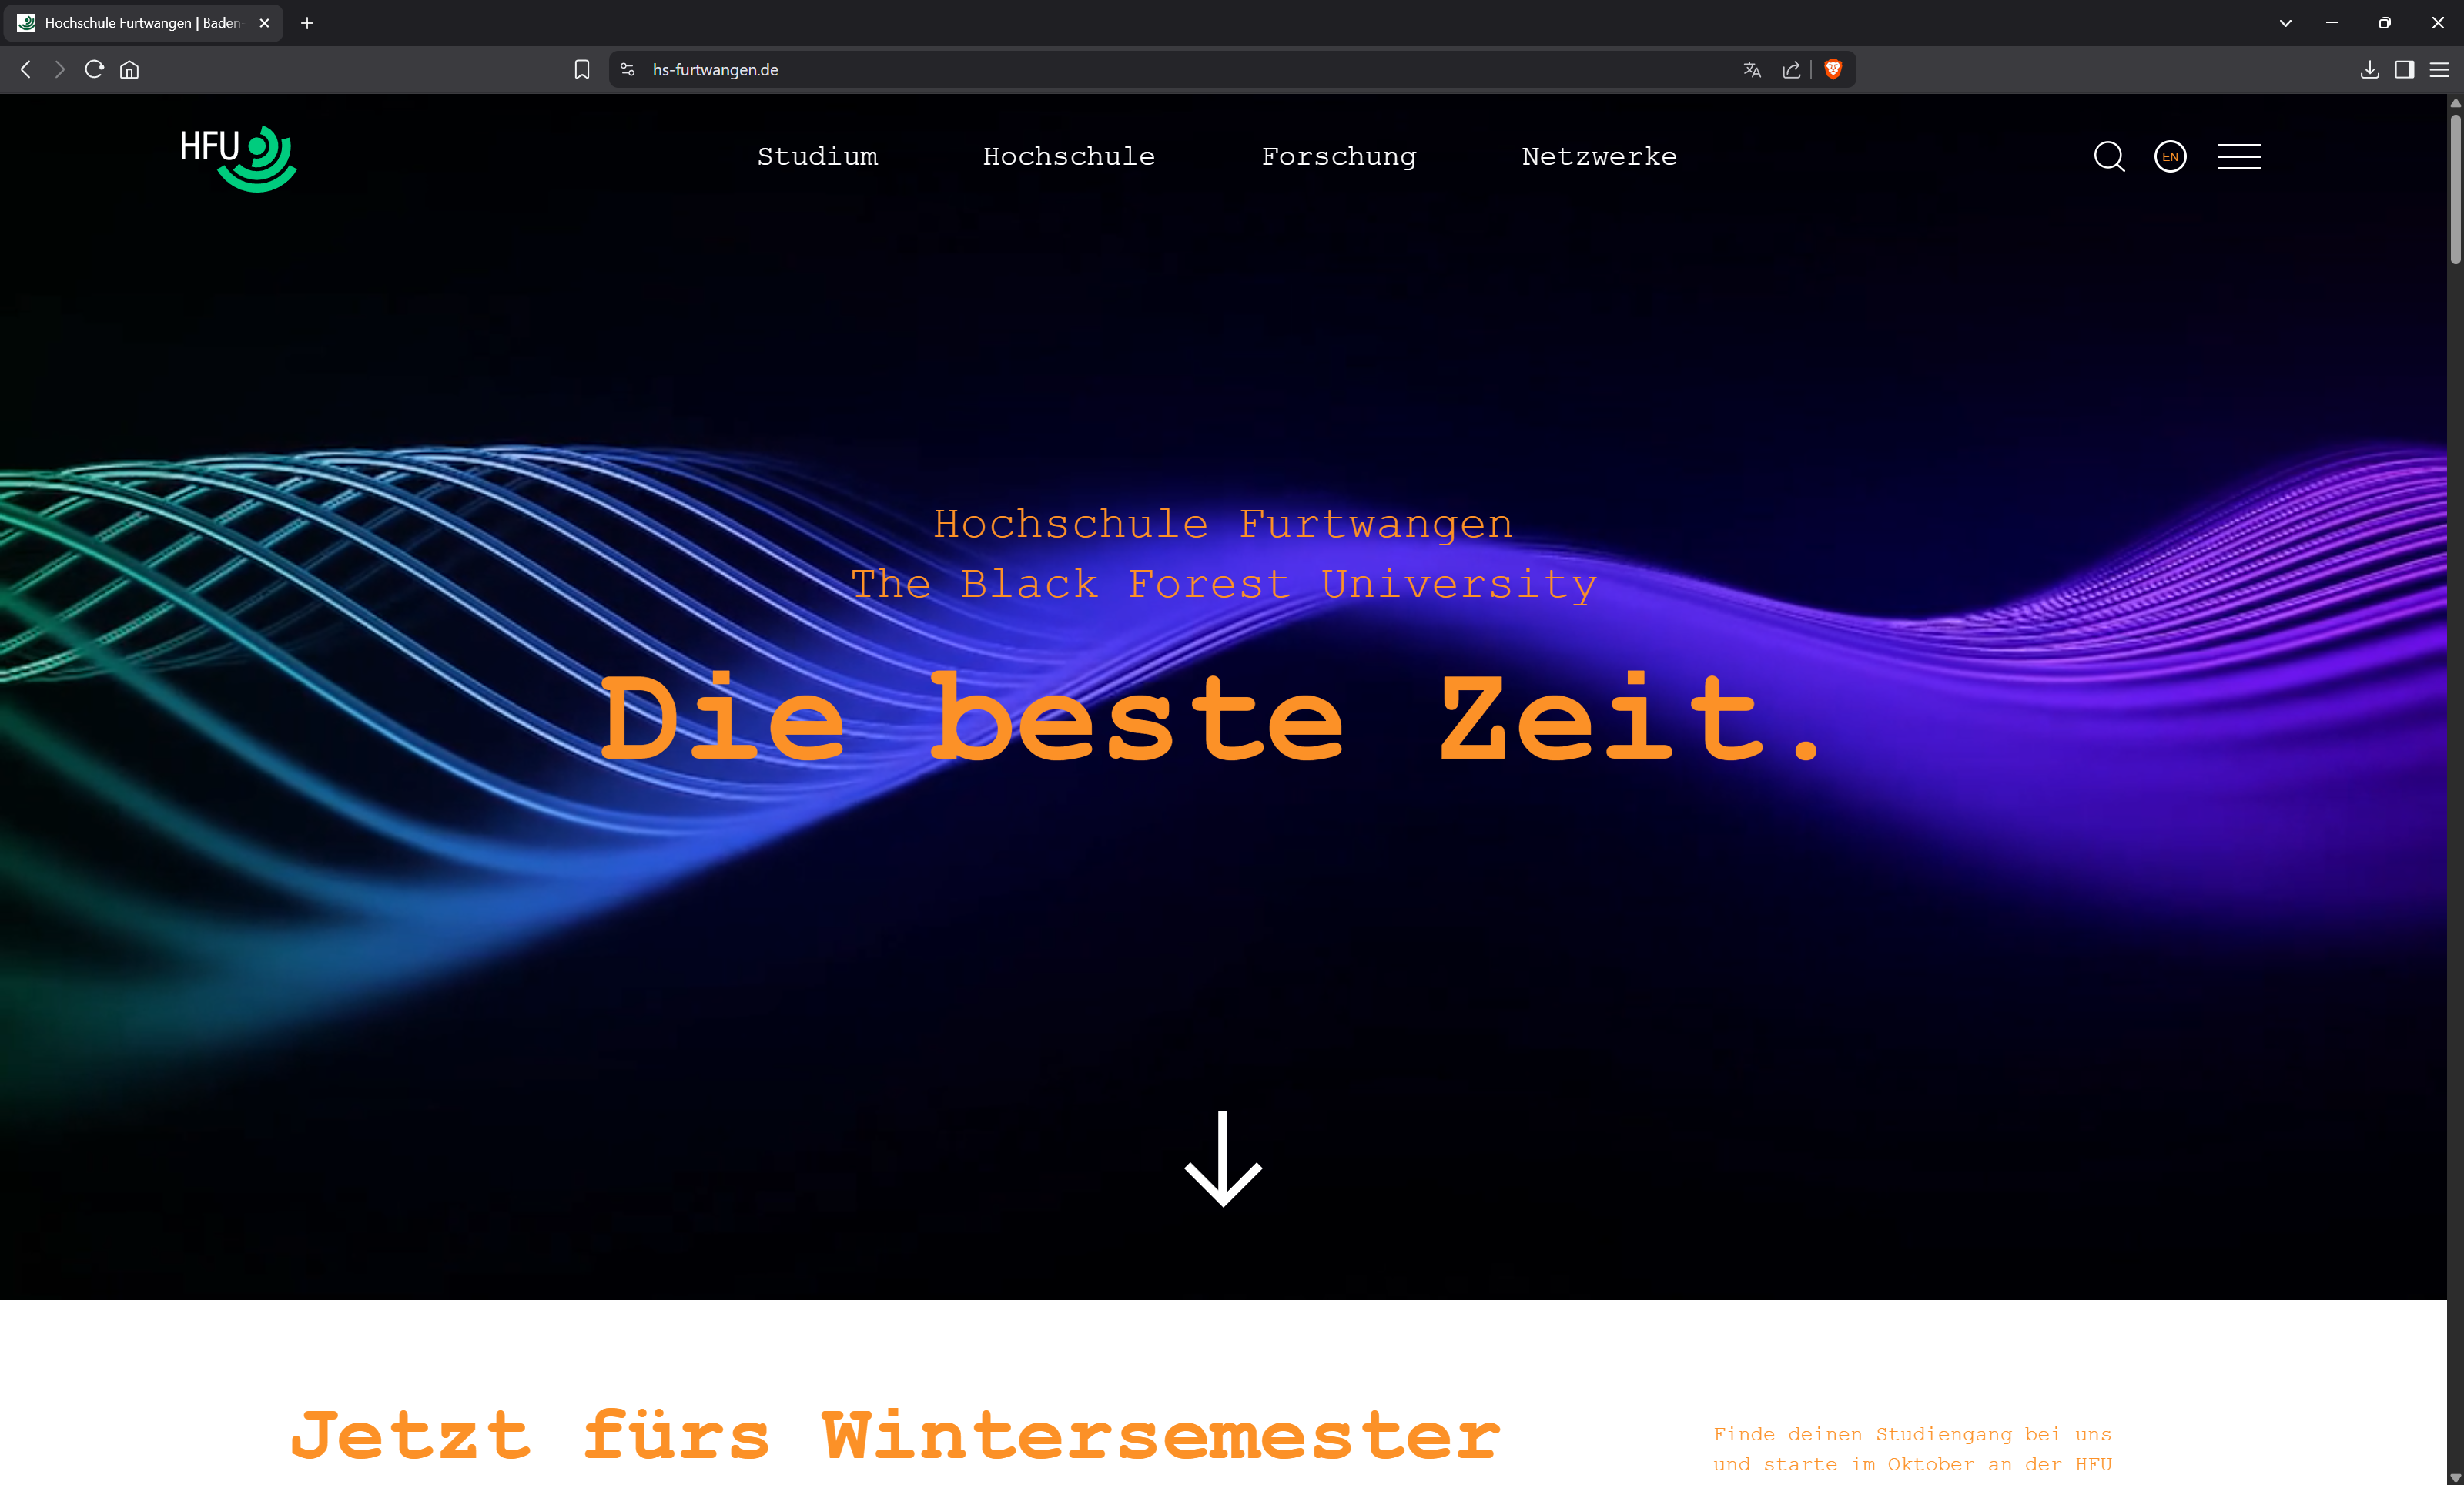 Hochschule Furtwangen | Baden-
hs-furtwangen.de
HFU
Studium
Hochschule
Forschung
Netzwerke
EN
Hochschule Furtwangen
The Black Forest University
Die beste Zeit.
Jetzt fürs Wintersemester
Finde deinen Studiengang bei uns
und starte im Oktober an der HFU